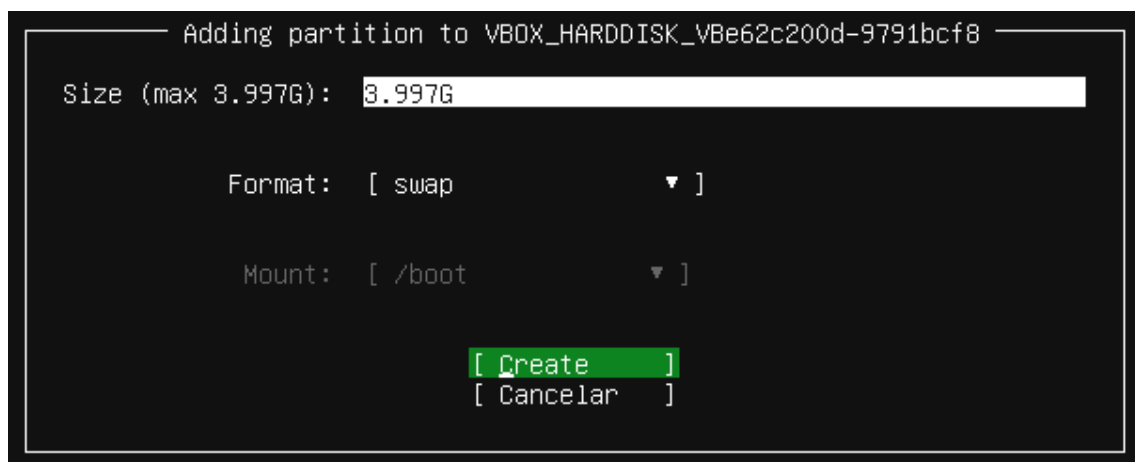 Adding partition to VBOX_HARDDISK_VBe62c200d-9791bcf8
Size (max 3.997G): 3.997G
Format: [ swap ▾ ]
Mount: [ /boot ▾ ]
[ Create ]
[ Cancelar ]